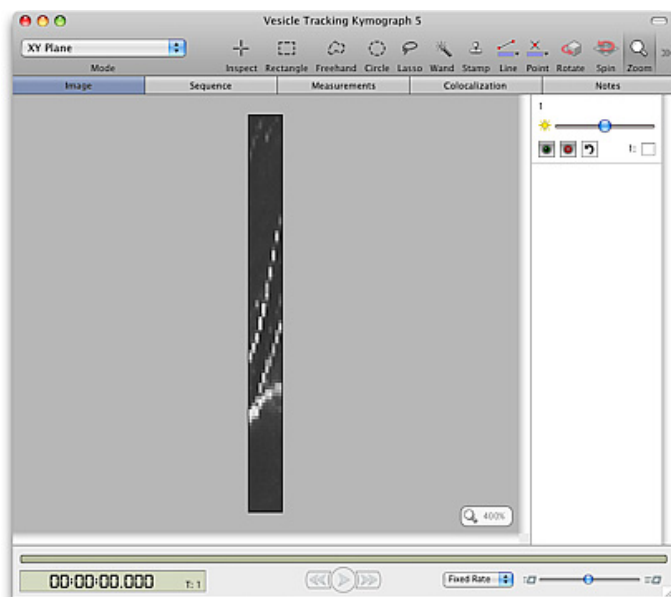 Vesicle Tracking Kymograph 5
XY Plane
Mode Inspect Rectangle Freehand Circle Lasso Wand Stamp Line Point Rotate Spin Zoom
Image Sequence Measurements Colocalization Notes
1
t:
400%
00:00:00.000 T: 1 Fixed Rate